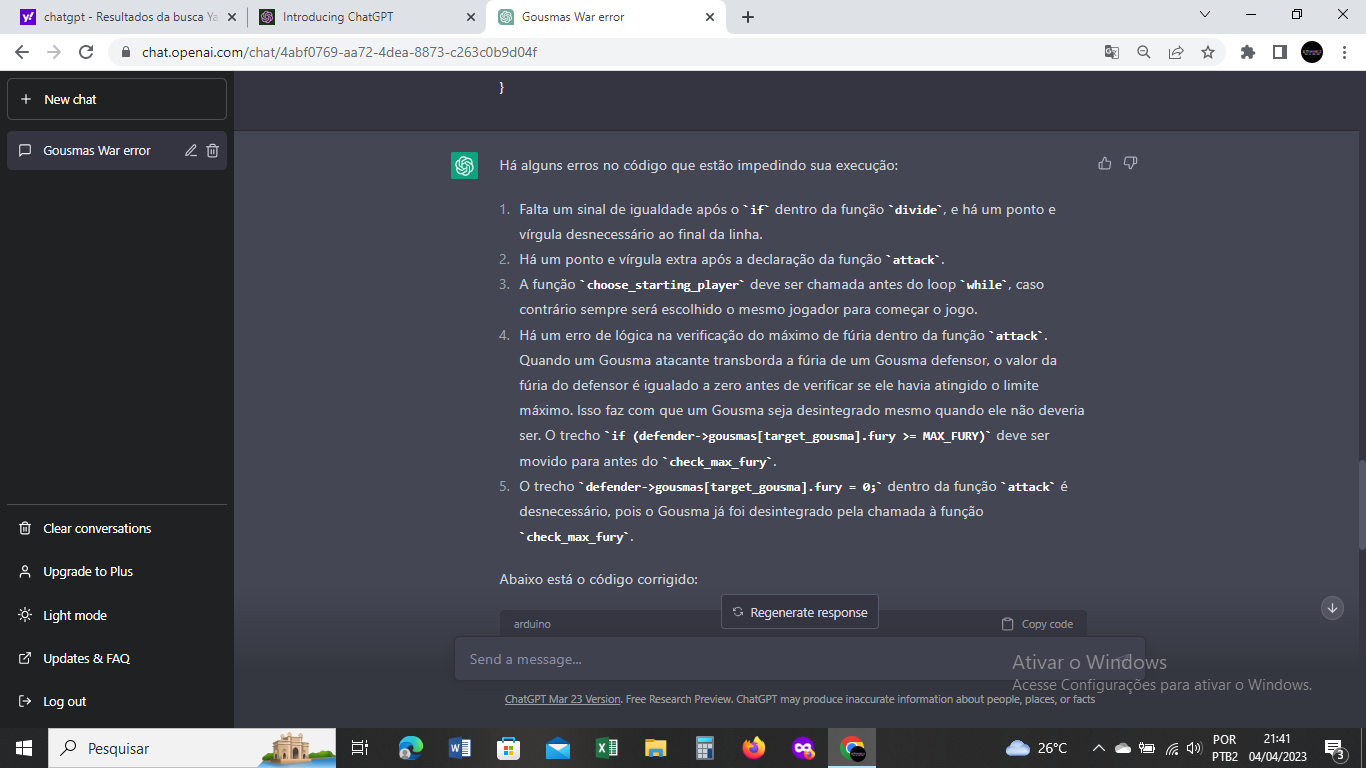 chatgpt - Resultados da busca Ya
Introducing ChatGPT
Gousmas War error
chat.openai.com/chat/4abf0769-aa72-4dea-8873-c263c0b9d04f
New chat
Gousmas War error
}
Há alguns erros no código que estão impedindo sua execução:
1. Falta um sinal de igualdade após o `if` dentro da função `divide`, e há um ponto e
vírgula desnecessário ao final da linha.
2. Há um ponto e vírgula extra após a declaração da função `attack`.
3. A função `choose_starting_player` deve ser chamada antes do loop `while`, caso
contrário sempre será escolhido o mesmo jogador para começar o jogo.
4. Há um erro de lógica na verificação do máximo de fúria dentro da função `attack`.
Quando um Gousma atacante transborda a fúria de um Gousma defensor, o valor da
fúria do defensor é igualado a zero antes de verificar se ele havia atingido o limite
máximo. Isso faz com que um Gousma seja desintegrado mesmo quando ele não deveria
ser. O trecho `if (defender->gousmas[target_gousma].fury >= MAX_FURY)` deve ser
movido para antes do `check_max_fury`.
5. O trecho `defender->gousmas[target_gousma].fury = 0;` dentro da função `attack` é
desnecessário, pois o Gousma já foi desintegrado pela chamada à função
`check_max_fury`.
Abaixo está o código corrigido:
arduino
Copy code
Regenerate response
Send a message...
ChatGPT Mar 23 Version. Free Research Preview. ChatGPT may produce inaccurate information about people, places, or facts
Clear conversations
Upgrade to Plus
Light mode
Updates & FAQ
Log out
Ativar o Windows
Acesse Configurações para ativar o Windows.
Pesquisar
26°C
POR
PTB2
21:41
04/04/2023
3